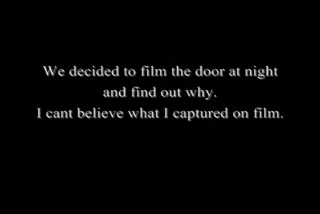 We decided to film the door at night
and find out why.
I cant believe what I captured on film.